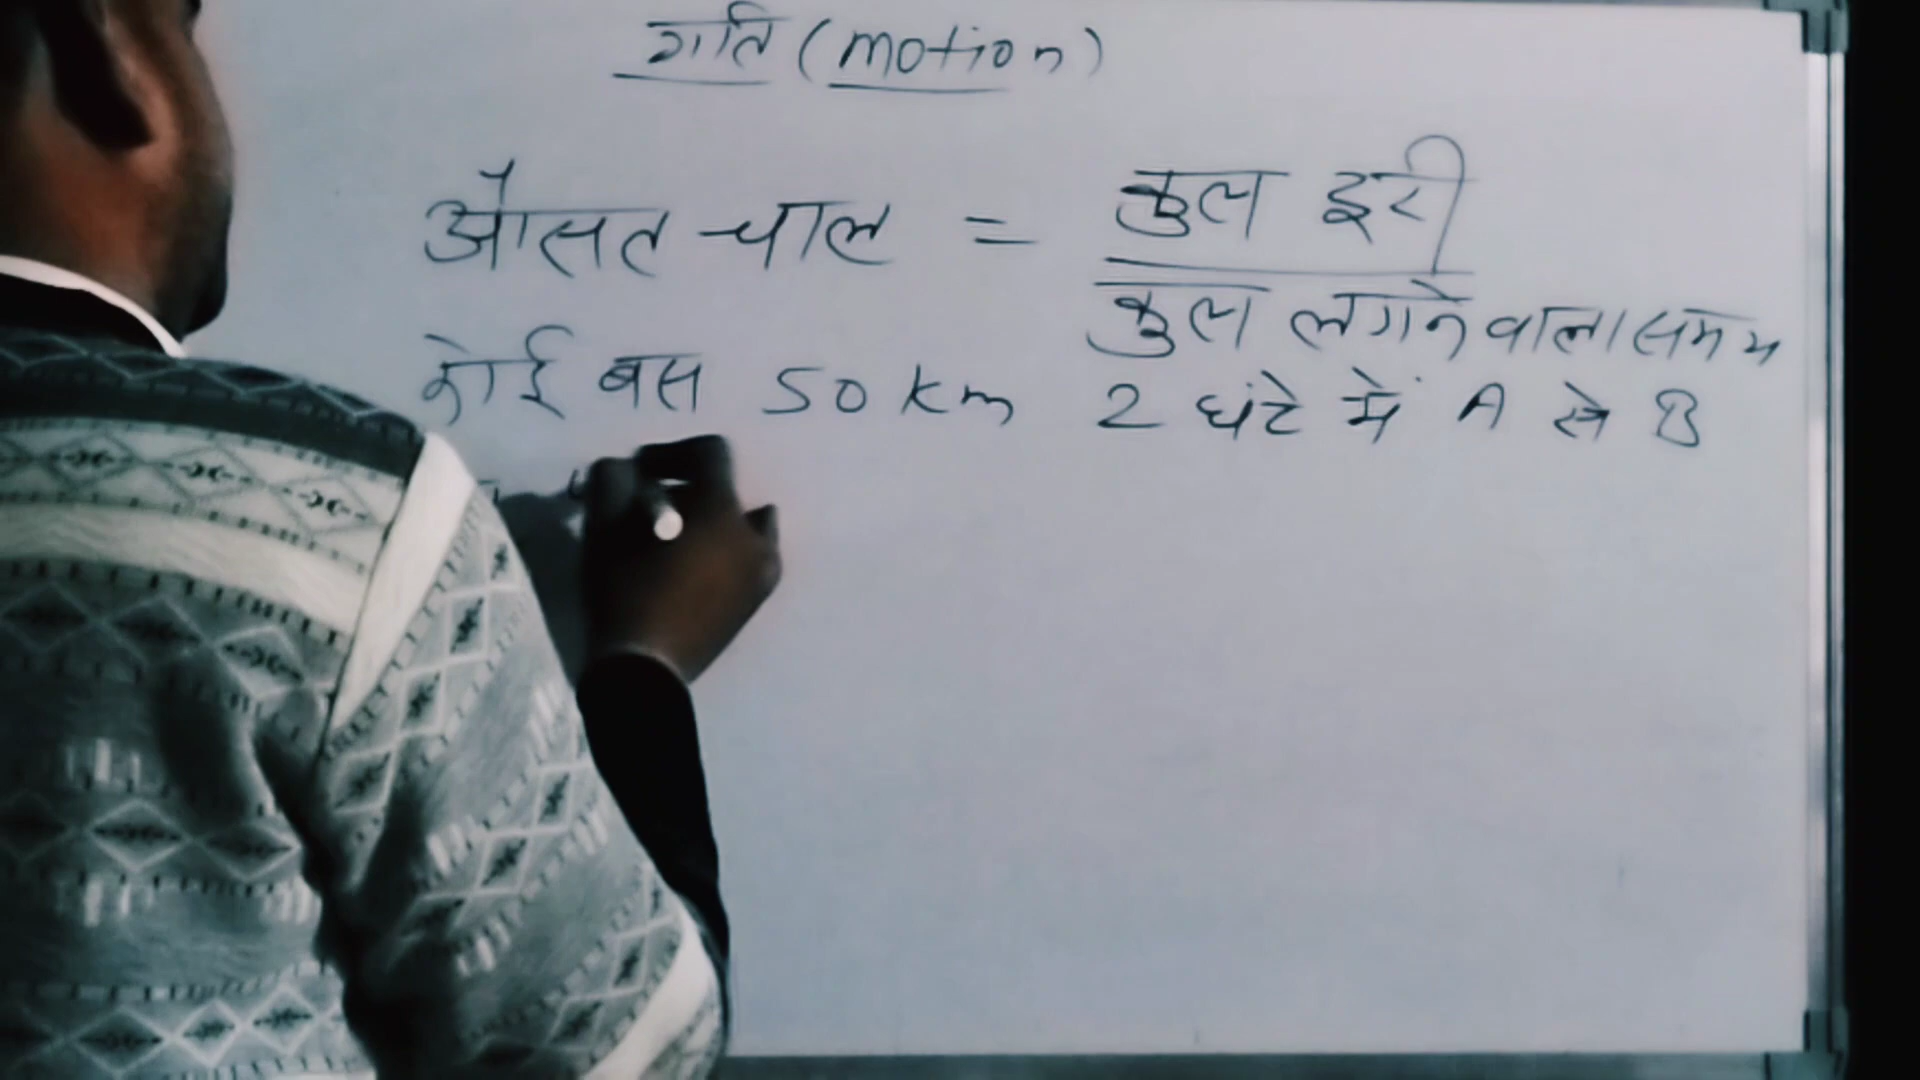 गति (motion)
औसत चाल = कुल दूरी
कुल लगने वाला समय
कोई बस 50 km 2 घंटे में A से B